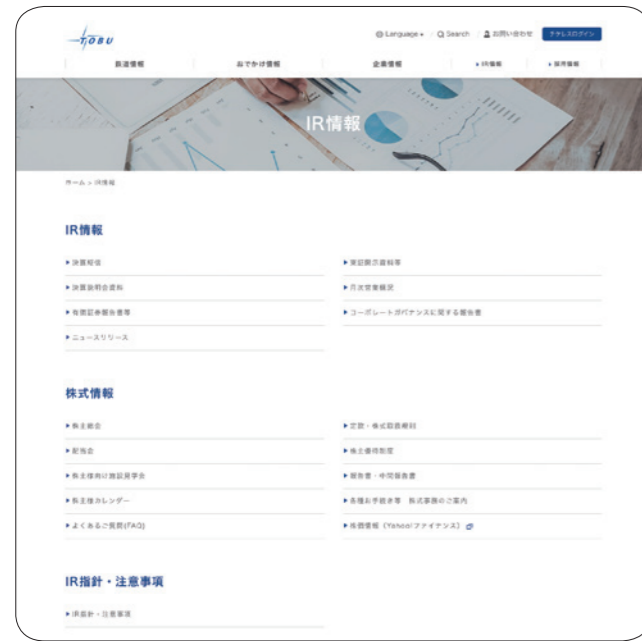 TOBU
Language
Search
お問い合わせ
チケレスログイン
鉄道情報
おでかけ情報
企業情報
IR情報
採用情報
IR情報
ホーム > IR情報
IR情報
決算短信
東証開示資料等
決算説明会資料
月次営業概況
有価証券報告書等
コーポレートガバナンスに関する報告書
ニュースリリース
株式情報
株主総会
定款・株式取扱規則
配当金
株主優待制度
株主様向け施設見学会
報告書・中間報告書
株主様カレンダー
各種お手続き等 株式事務のご案内
よくあるご質問(FAQ)
株価情報（Yahoo!ファイナンス）
IR指針・注意事項
IR指針・注意事項